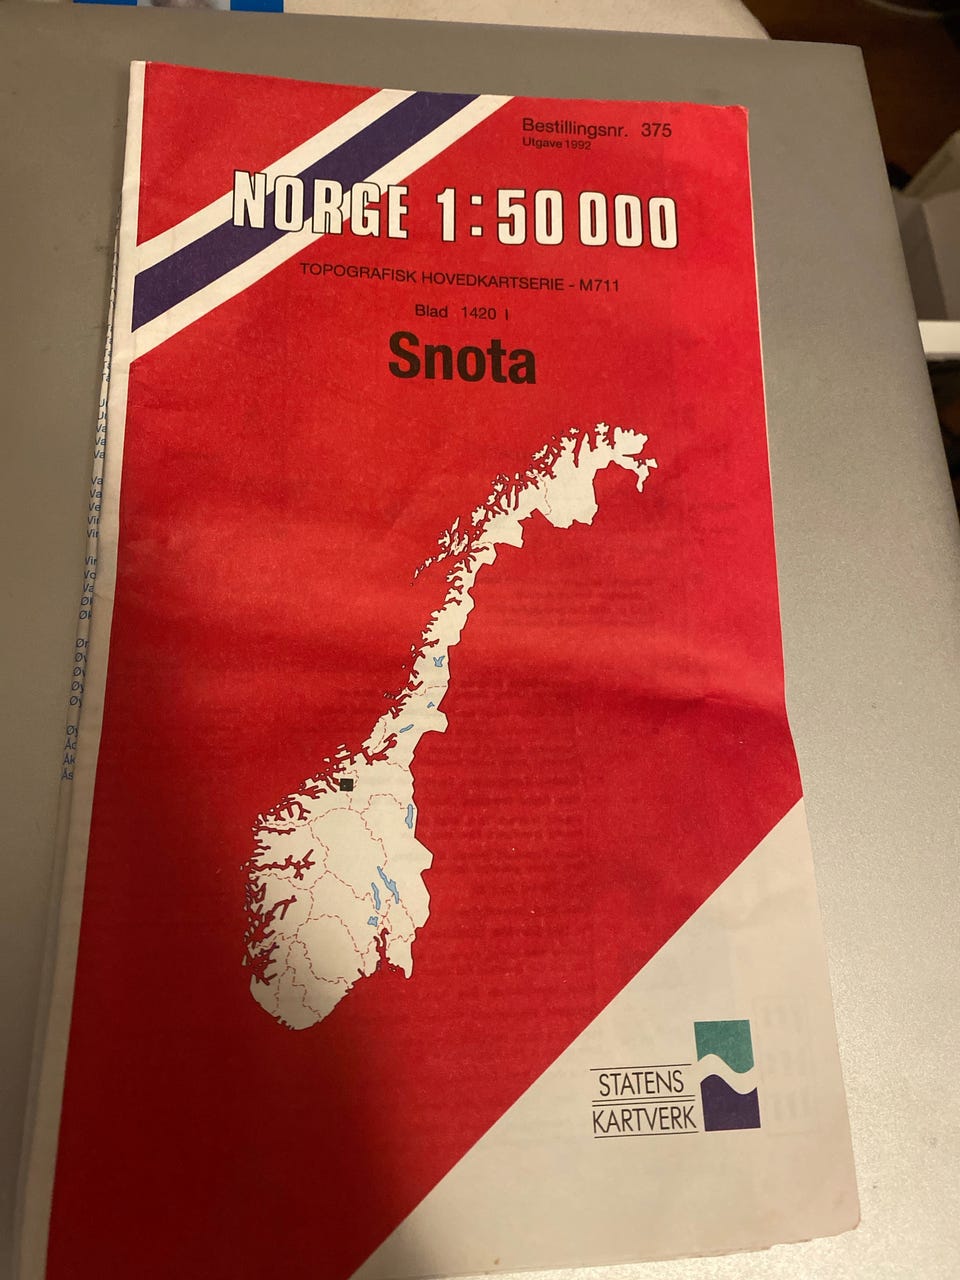 Bestillingsnr. 375
Utgave 1992
NORGE 1:50 000
TOPOGRAFISK HOVEDKARTSERIE - M711
Blad 1420 I
Snota
STATENS
KARTVERK